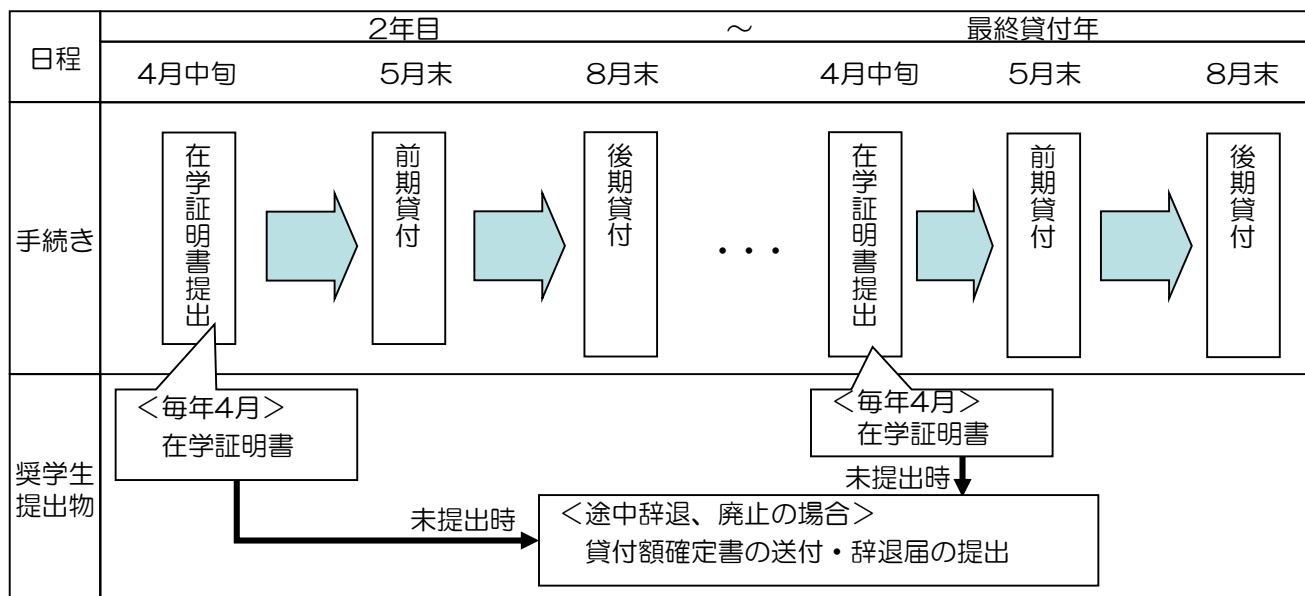 日程
2年目 ～ 最終貸付年
4月中旬 5月末 8月末 4月中旬 5月末 8月末
手続き
在学証明書提出
前期貸付
後期貸付
・・・
在学証明書提出
前期貸付
後期貸付
奨学生
提出物
＜毎年4月＞
在学証明書
＜毎年4月＞
在学証明書
未提出時
未提出時
＜途中辞退、廃止の場合＞
貸付額確定書の送付・辞退届の提出